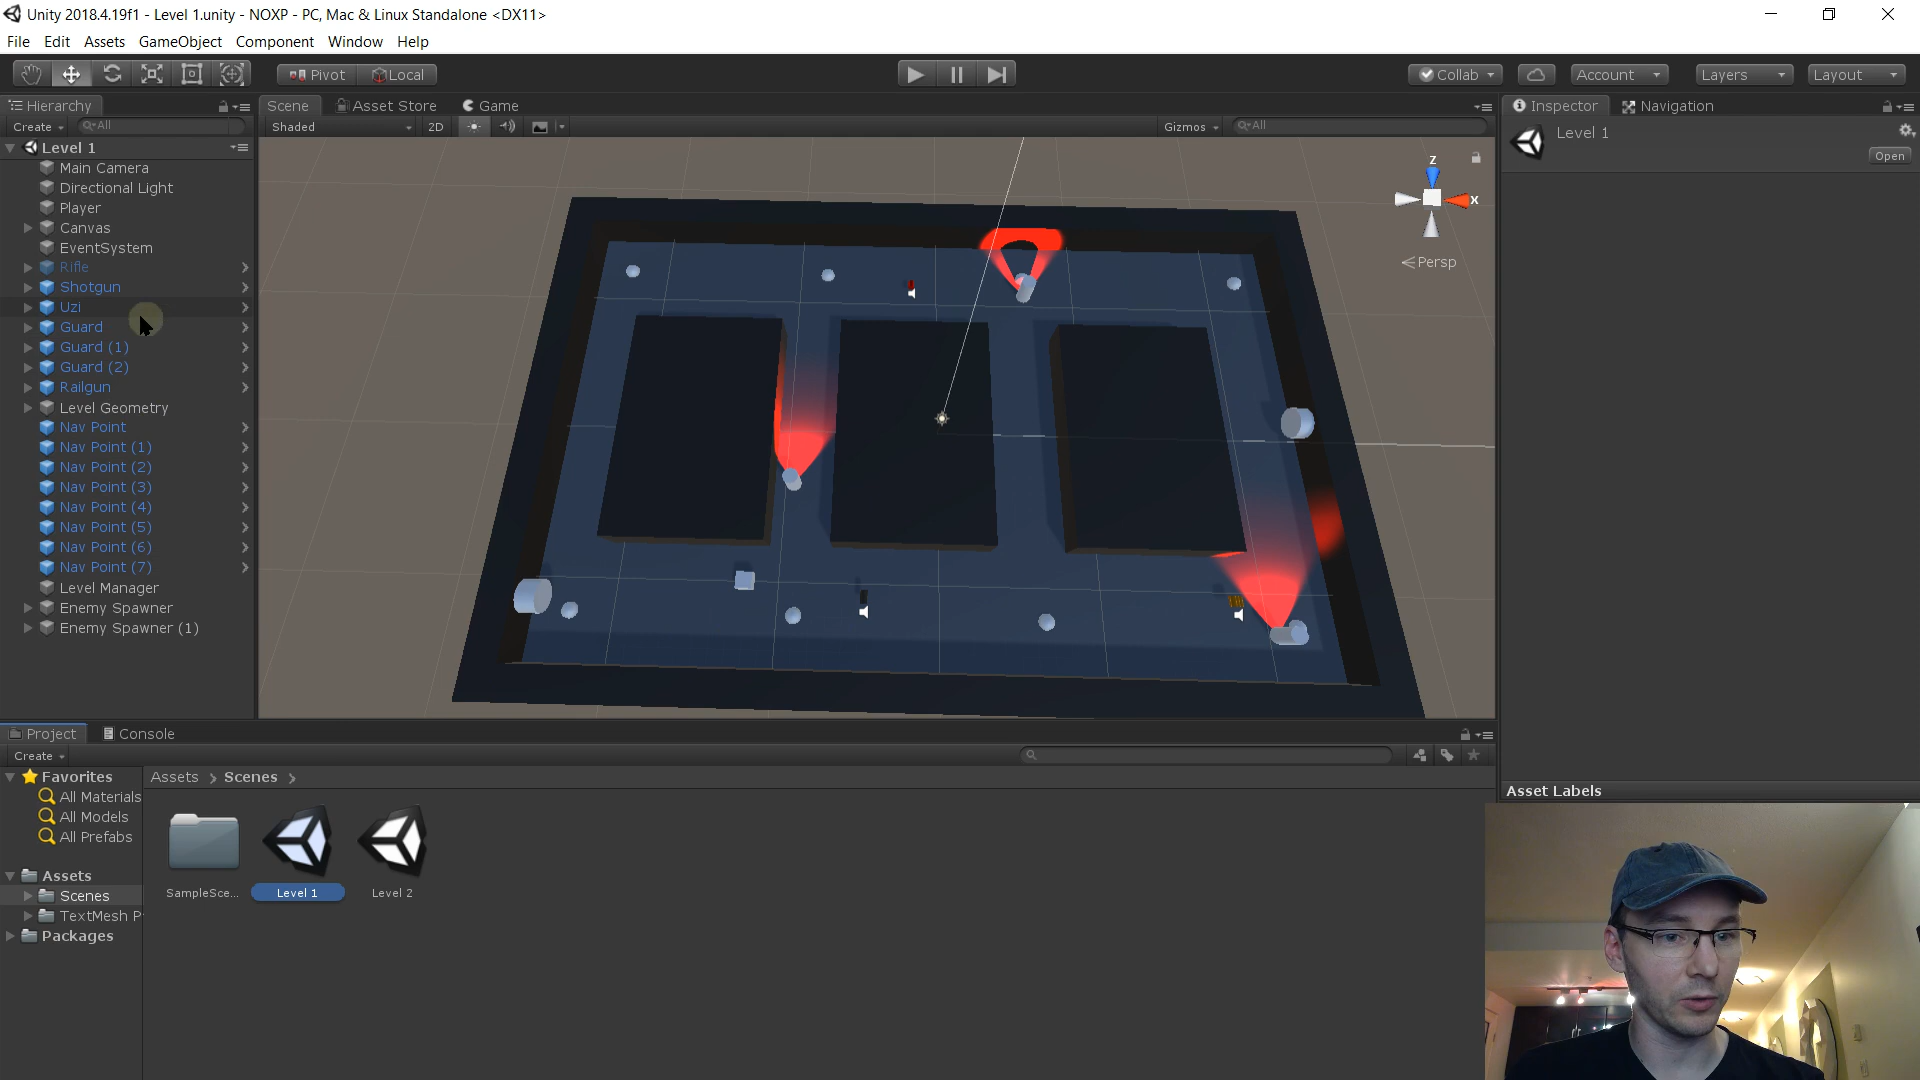 Unity 2018.4.19f1 - Level 1.unity - NOXP - PC, Mac & Linux Standalone <DX11>
File Edit Assets GameObject Component Window Help
Pivot Local Collab Account Layers Layout
Hierarchy Scene Asset Store Game Inspector Navigation
Create All Shaded 2D Gizmos All
Level 1
Level 1
Open
Main Camera
Directional Light
Player
Canvas
EventSystem
Rifle
Shotgun
Uzi
Guard
Guard (1)
Guard (2)
Railgun
Level Geometry
Nav Point
Nav Point (1)
Nav Point (2)
Nav Point (3)
Nav Point (4)
Nav Point (5)
Nav Point (6)
Nav Point (7)
Level Manager
Enemy Spawner
Enemy Spawner (1)
z
x
Persp
Project Console
Create
Favorites
All Materials
All Models
All Prefabs
Assets
Scenes
TextMesh P
Packages
Assets > Scenes >
SampleSce...
Level 1
Level 2
Asset Labels